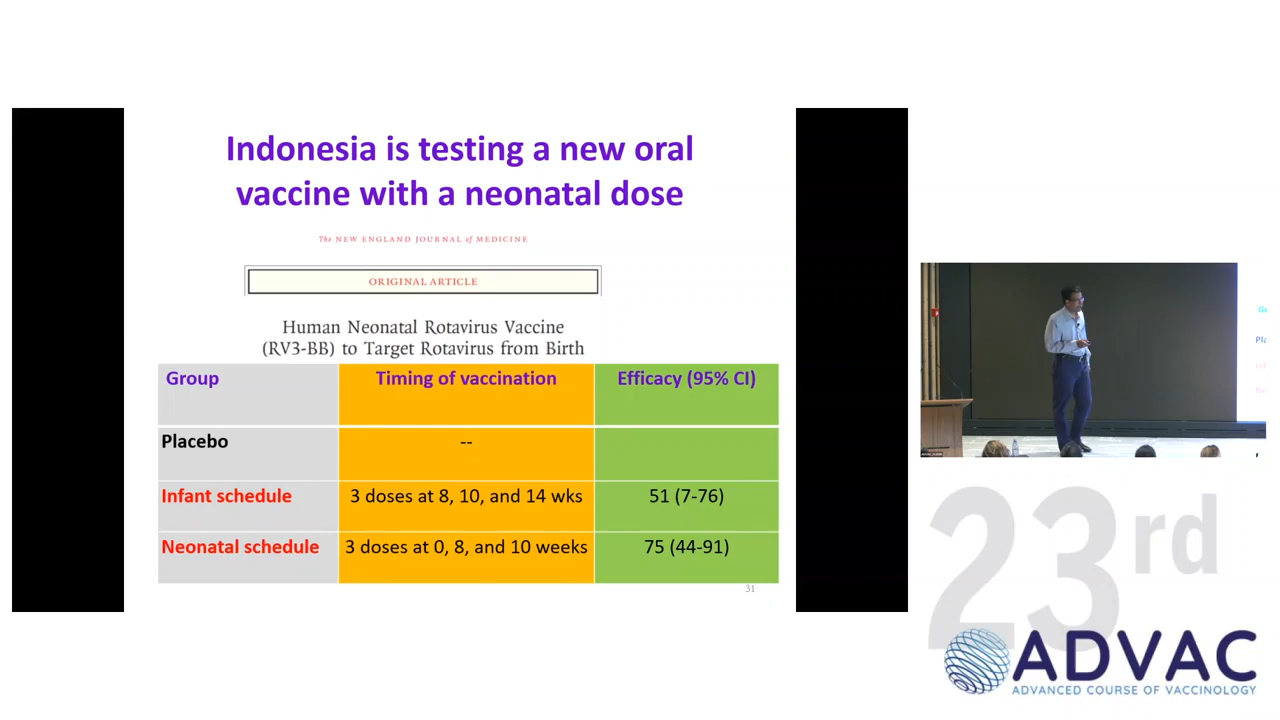 Indonesia is testing a new oral
vaccine with a neonatal dose
The NEW ENGLAND JOURNAL of MEDICINE
ORIGINAL ARTICLE
Human Neonatal Rotavirus Vaccine
(RV3-BB) to Target Rotavirus from Birth
Group Timing of vaccination Efficacy (95% CI)
Placebo --
Infant schedule 3 doses at 8, 10, and 14 wks 51 (7-76)
Neonatal schedule 3 doses at 0, 8, and 10 weeks 75 (44-91)
31
23rd
ADVAC
ADVANCED COURSE OF VACCINOLOGY